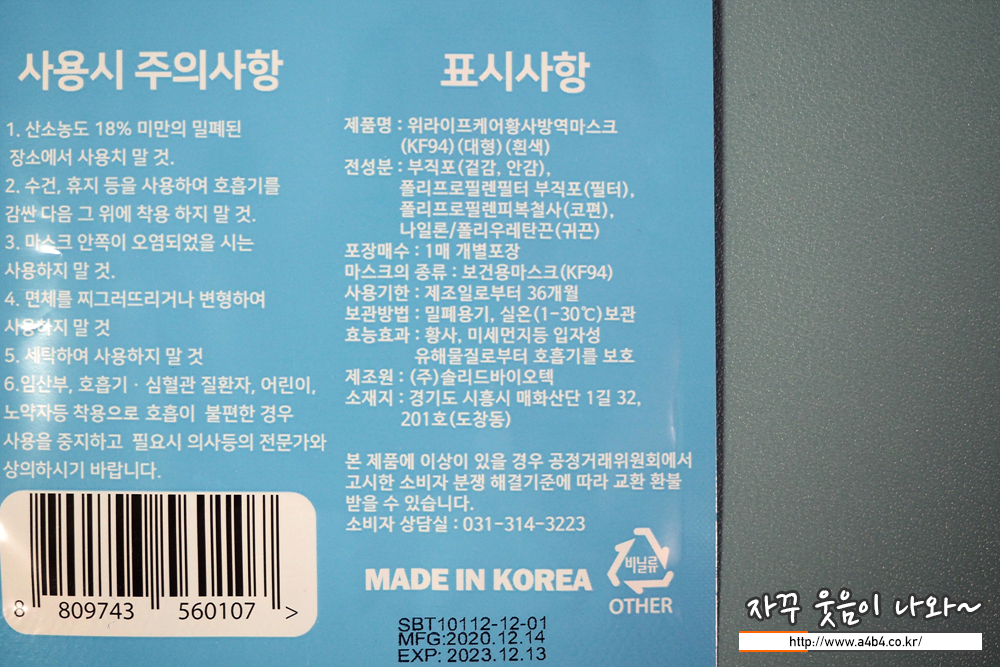 사용시 주의사항
1. 산소농도 18% 미만의 밀폐된
장소에서 사용치 말 것.
2. 수건, 휴지 등을 사용하여 호흡기를
감싼 다음 그 위에 착용 하지 말 것.
3. 마스크 안쪽이 오염되었을 시는
사용하지 말 것.
4. 면체를 찌그러뜨리거나 변형하여
사용하지 말 것
5. 세탁하여 사용하지 말 것
6.임산부, 호흡기 · 심혈관 질환자, 어린이,
노약자등 착용으로 호흡이 불편한 경우
사용을 중지하고 필요시 의사등의 전문가와
상의하시기 바랍니다.
8 809743 560107 >
표시사항
제품명 : 위라이프케어황사방역마스크
(KF94) (대형) (흰색)
전성분 : 부직포(겉감, 안감),
폴리프로필렌필터 부직포(필터),
폴리프로필렌피복철사(코편),
나일론/폴리우레탄끈(귀끈)
포장매수 : 1매 개별포장
마스크의 종류 : 보건용마스크(KF94)
사용기한 : 제조일로부터 36개월
보관방법 : 밀폐용기, 실온(1-30℃)보관
효능효과 : 황사, 미세먼지등 입자성
유해물질로부터 호흡기를 보호
제조원 : (주)솔리드바이오텍
소재지 : 경기도 시흥시 매화산단 1길 32,
201호(도창동)
본 제품에 이상이 있을 경우 공정거래위원회에서
고시한 소비자 분쟁 해결기준에 따라 교환 환불
받을 수 있습니다.
소비자 상담실 : 031-314-3223
MADE IN KOREA
비닐류
OTHER
SBT10112-12-01
MFG:2020.12.14
EXP: 2023.12.13
자꾸 웃음이 나와~
http://www.a4b4.co.kr/